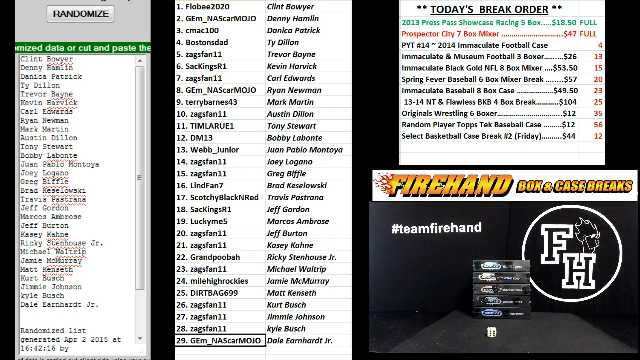 RANDOMIZE
omized data or cut and paste the
Clint Bowyer
Denny Hamlin
Danica Patrick
Ty Dillon
Trevor Bayne
Kevin Harvick
Carl Edwards
Ryan Newman
Mark Martin
Austin Dillon
Tony Stewart
Bobby Labonte
Juan Pablo Montoya
Joey Logano
Greg Biffle
Brad Keselowski
Travis Pastrana
Jeff Gordon
Marcos Ambrose
Jeff Burton
Kasey Kahne
Ricky Stenhouse Jr.
Michael Waltrip
Jamie McMurray
Matt Kenseth
Kurt Busch
Jimmie Johnson
kyle Busch
Dale Earnhardt Jr.
Randomized list
generated Apr 2 2015 at
16:42:16 by
1. Flobee2020 Clint Bowyer
2. GEm_NAScarMOJO Denny Hamlin
3. cmac100 Danica Patrick
4. Bostonsdad Ty Dillon
5. zagsfan11 Trevor Bayne
6. SacKingsR1 Kevin Harvick
7. zagsfan11 Carl Edwards
8. GEm_NAScarMOJO Ryan Newman
9. terrybarnes43 Mark Martin
10. zagsfan11 Austin Dillon
11. TIMLARUE1 Tony Stewart
12. DM13 Bobby Labonte
13. Webb_Junior Juan Pablo Montoya
14. zagsfan11 Joey Logano
15. zagsfan11 Greg Biffle
16. LindFan7 Brad Keselowski
17. ScotchyBlackNRed Travis Pastrana
18. SacKingsR1 Jeff Gordon
19. Luckyme5 Marcos Ambrose
20. zagsfan11 Jeff Burton
21. zagsfan11 Kasey Kahne
22. Grandpoobah Ricky Stenhouse Jr.
23. zagsfan11 Michael Waltrip
24. milehighrockies Jamie McMurray
25. DIRTBAG699 Matt Kenseth
26. zagsfan11 Kurt Busch
27. zagsfan11 Jimmie Johnson
28. zagsfan11 kyle Busch
29. GEm_NAScarMOJO Dale Earnhardt Jr.
** TODAY'S BREAK ORDER **
2013 Press Pass Showcase Racing 5 Box.....$18.50 FULL
Prospector City 7 Box Mixer......$47 FULL
PYT #14 ~ 2014 Immaculate Football Case 4
Immaculate & Museum Football 3 Boxer.......$26 13
Immaculate Black Gold NFL 8 Box Mixer...$53.50 15
Spring Fever Baseball 6 Box Mixer Break....$57 20
Immaculate Baseball Case.......$49.50 23
13-14 NT & Flawless BKB 4 Box Break.......$104 25
Originals Wrestling 6 Boxer.......$12 35
Random Player Topps Tek Baseball Case....$12 56
Select Basketball Case Break #2 (Friday)......$44 12
FIREHAND BOX & CASE BREAKS
#teamfirehand
FH